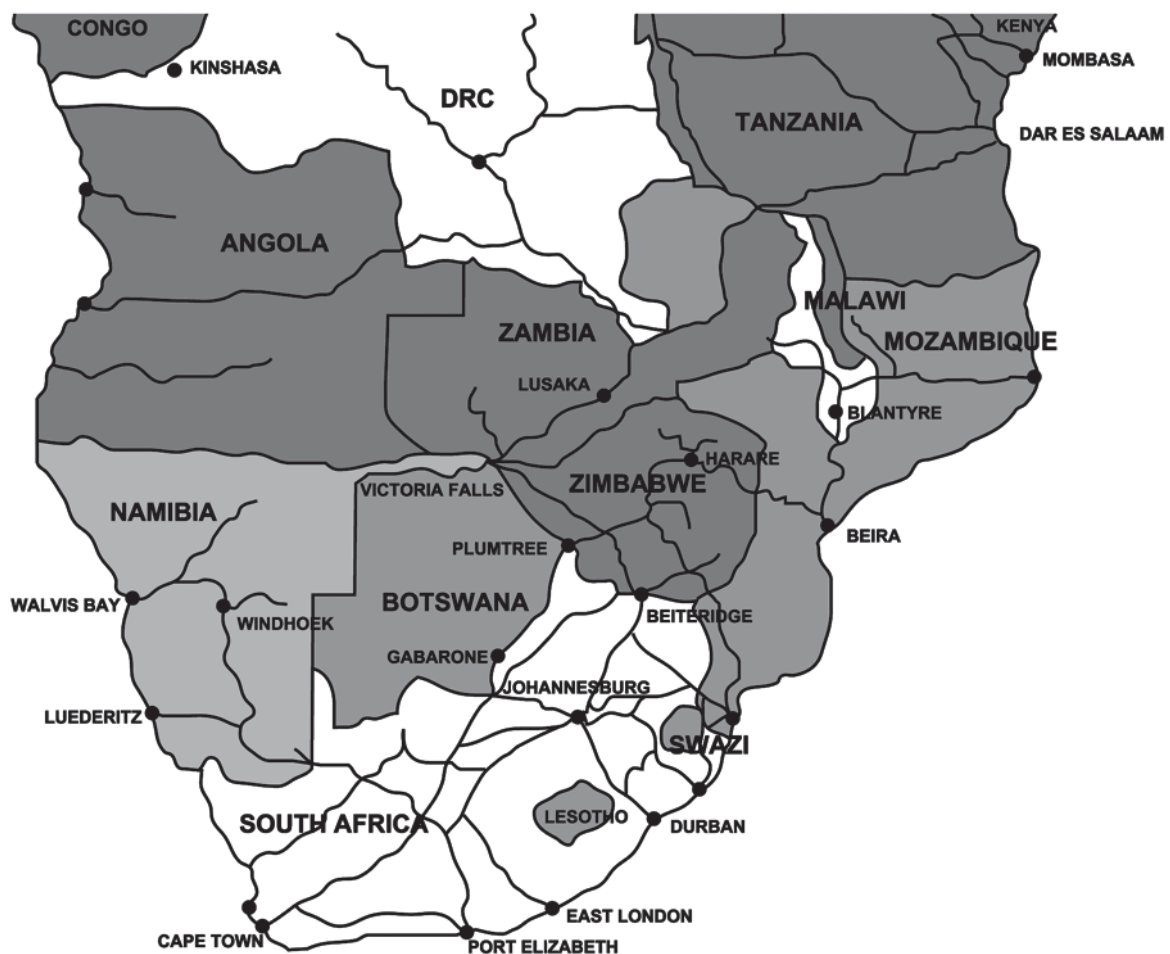 CONGO
KENYA
KINSHASA
MOMBASA
DRC
TANZANIA
DAR ES SALAAM
ANGOLA
MALAWI
ZAMBIA
MOZAMBIQUE
LUSAKA
BLANTYRE
HARARE
ZIMBABWE
VICTORIA FALLS
NAMIBIA
BEIRA
PLUMTREE
BOTSWANA
WALVIS BAY
BEITERIDGE
WINDHOEK
GABARONE
JOHANNESBURG
LUEDERITZ
SWAZI
LESOTHO
SOUTH AFRICA
DURBAN
EAST LONDON
CAPE TOWN
PORT ELIZABETH